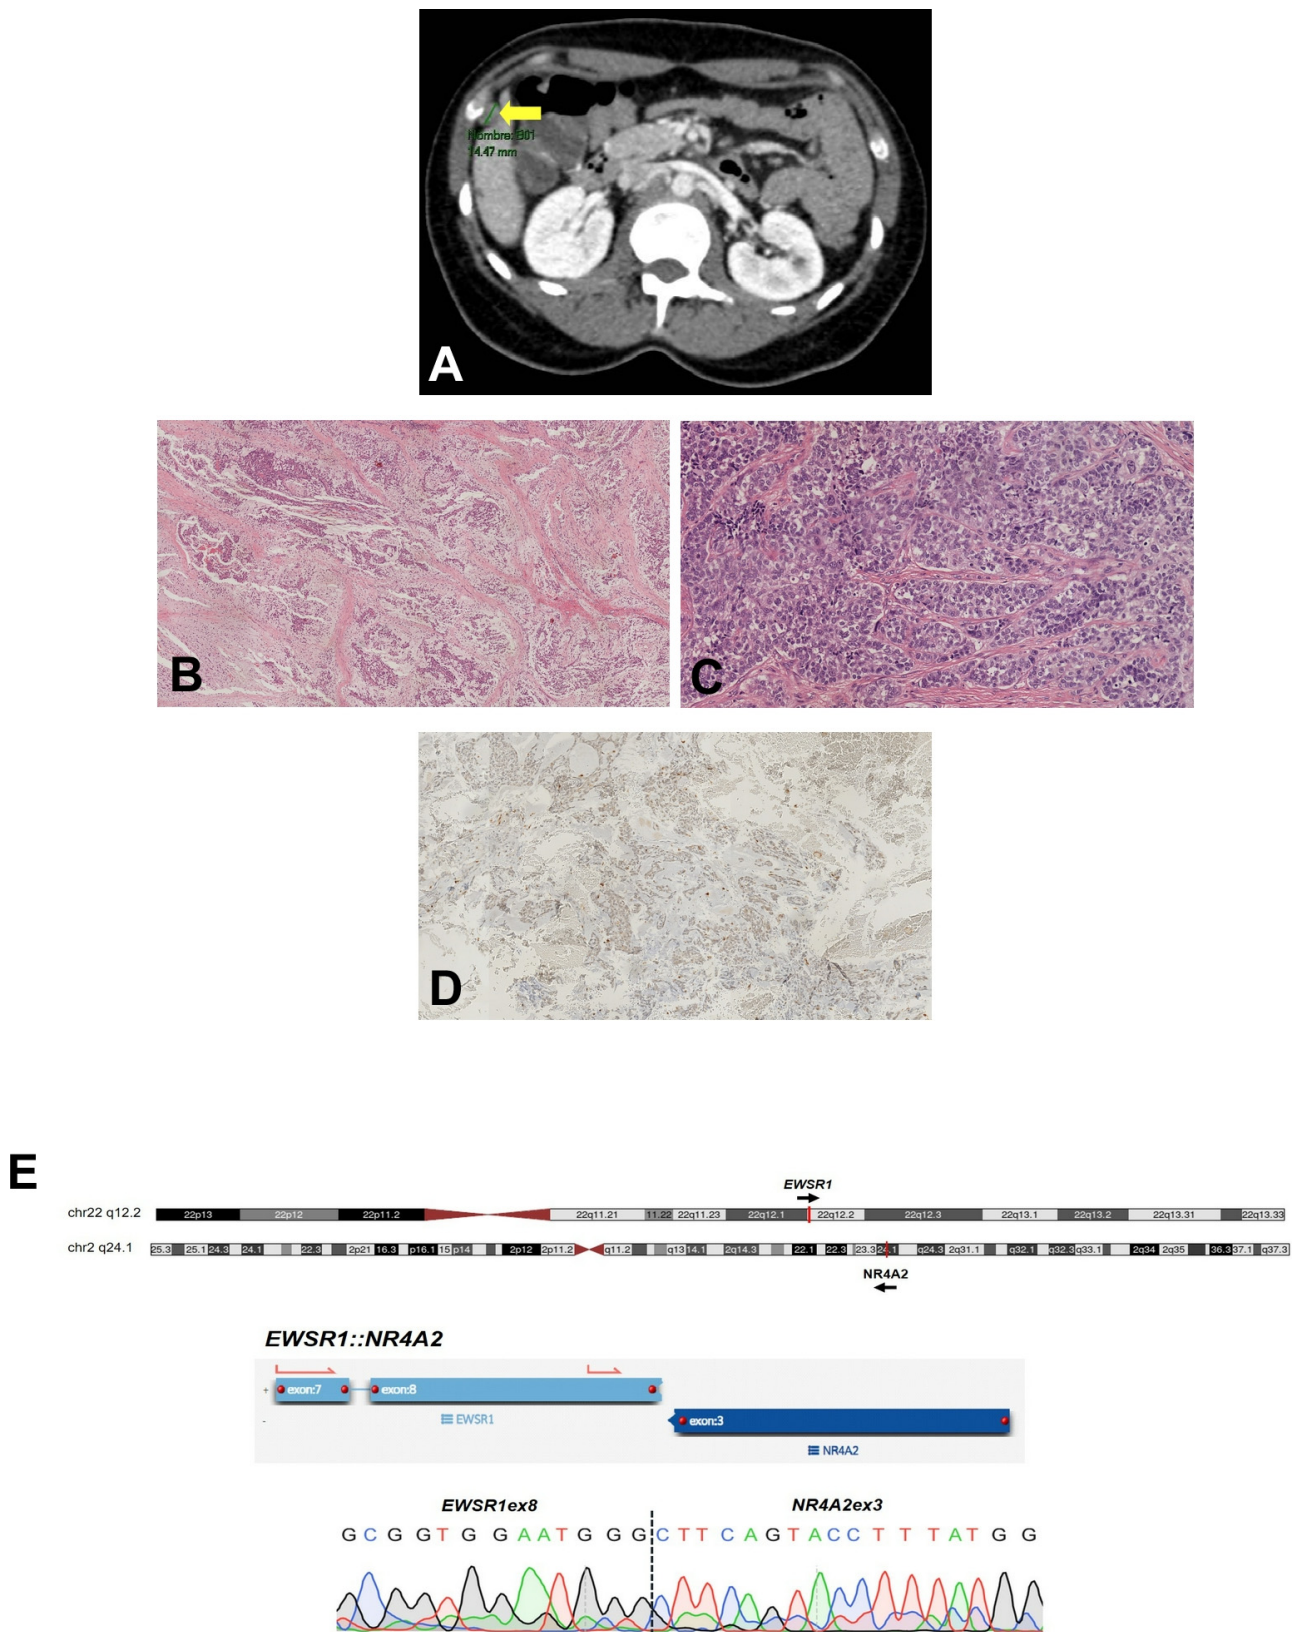 Nombre: B01
14.47 mm
A
B
C
D
E
EWSR1
chr22 q12.2
22p13 22p12 22p11.2 22q11.21 11.22 22q11.23 22q12.1 22q12.2 22q12.3 22q13.1 22q13.2 22q13.31 22q13.33
chr2 q24.1
25.3 25.1 24.3 24.1 22.3 2p21 16.3 p16.1 15 p14 2p12 2p11.2 q11.2 q13 14.1 2q14.3 22.1 22.3 23.3 24.1 q24.3 2q31.1 q32.1 q32.3 q33.1 2q34 2q35 36.3 37.1 q37.3
NR4A2
EWSR1::NR4A2
+ exon:7 exon:8
EWSR1
- exon:3
NR4A2
EWSR1ex8 NR4A2ex3
G C G G T G G A A T G G G C T T C A G T A C C T T T A T G G